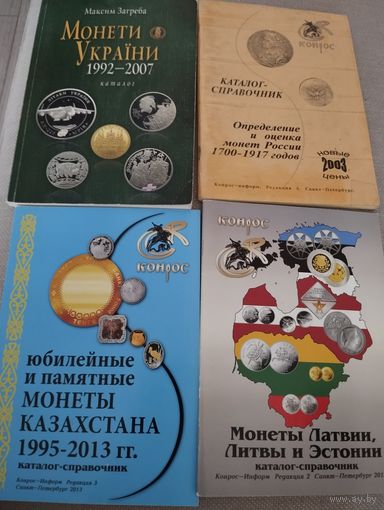 Максим Загреба
МОНЕТИ
УКРАЇНИ
1992–2007
каталог
КОНРОС
КАТАЛОГ-
СПРАВОЧНИК
Определение и оценка
монет России
1700-1917 годов
НОВЫЕ
2003
ЦЕНЫ
Конрос-Информ. Редакция 4. Санкт-Петербург
КОНРОС
юбилейные
и памятные
МОНЕТЫ
КАЗАХСТАНА
1995-2013 гг.
каталог-справочник
Конрос-Информ Редакция 3
Санкт-Петербург 2013
КОНРОС
Монеты Латвии,
Литвы и Эстонии
каталог-справочник
Конрос-Информ Редакция 2 Санкт-Петербург
ay.by